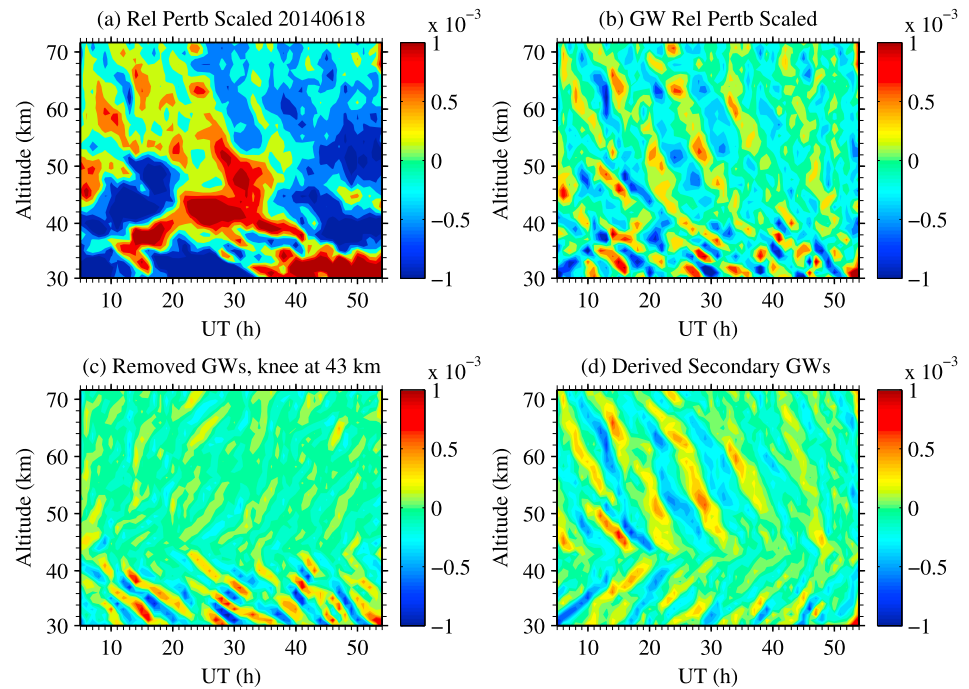 (a) Rel Pertb Scaled 20140618
x 10⁻³
70
60
50
40
30
Altitude (km)
10 20 30 40 50
UT (h)
1
0.5
0
−0.5
−1
(b) GW Rel Pertb Scaled
x 10⁻³
70
60
50
40
30
Altitude (km)
10 20 30 40 50
UT (h)
1
0.5
0
−0.5
−1
(c) Removed GWs, knee at 43 km
x 10⁻³
70
60
50
40
30
Altitude (km)
10 20 30 40 50
UT (h)
1
0.5
0
−0.5
−1
(d) Derived Secondary GWs
x 10⁻³
70
60
50
40
30
Altitude (km)
10 20 30 40 50
UT (h)
1
0.5
0
−0.5
−1